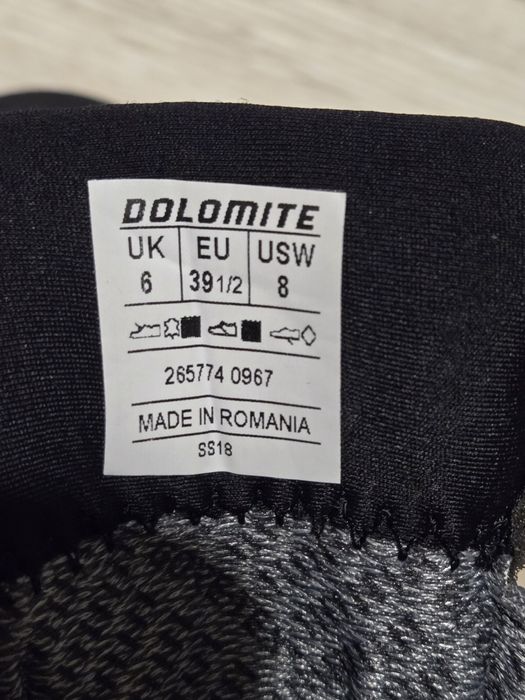 DOLOMITE
UK EU USW
6 39 1/2 8
265774 0967
MADE IN ROMANIA
SS18